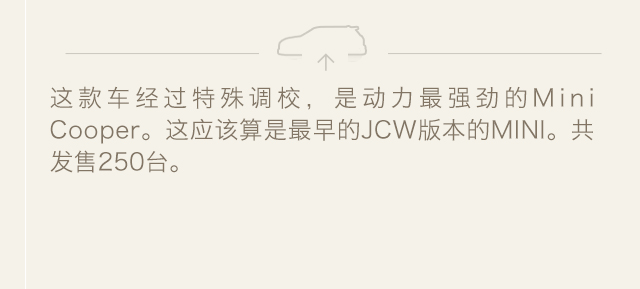 这款车经过特殊调校，是动力最强劲的Mini
Cooper。这应该算是最早的JCW版本的MINI。共
发售250台。